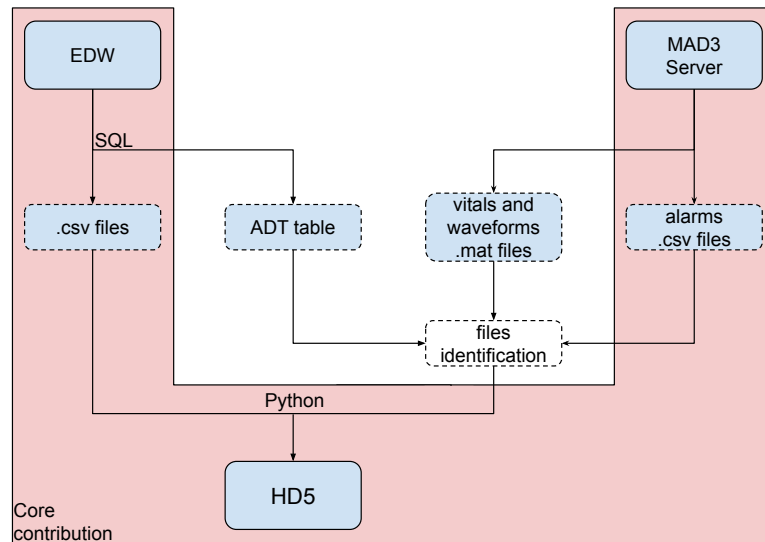 EDW
MAD3
Server
SQL
.csv files
ADT table
vitals and
waveforms
.mat files
alarms
.csv files
files
identification
Python
HD5
Core
contribution